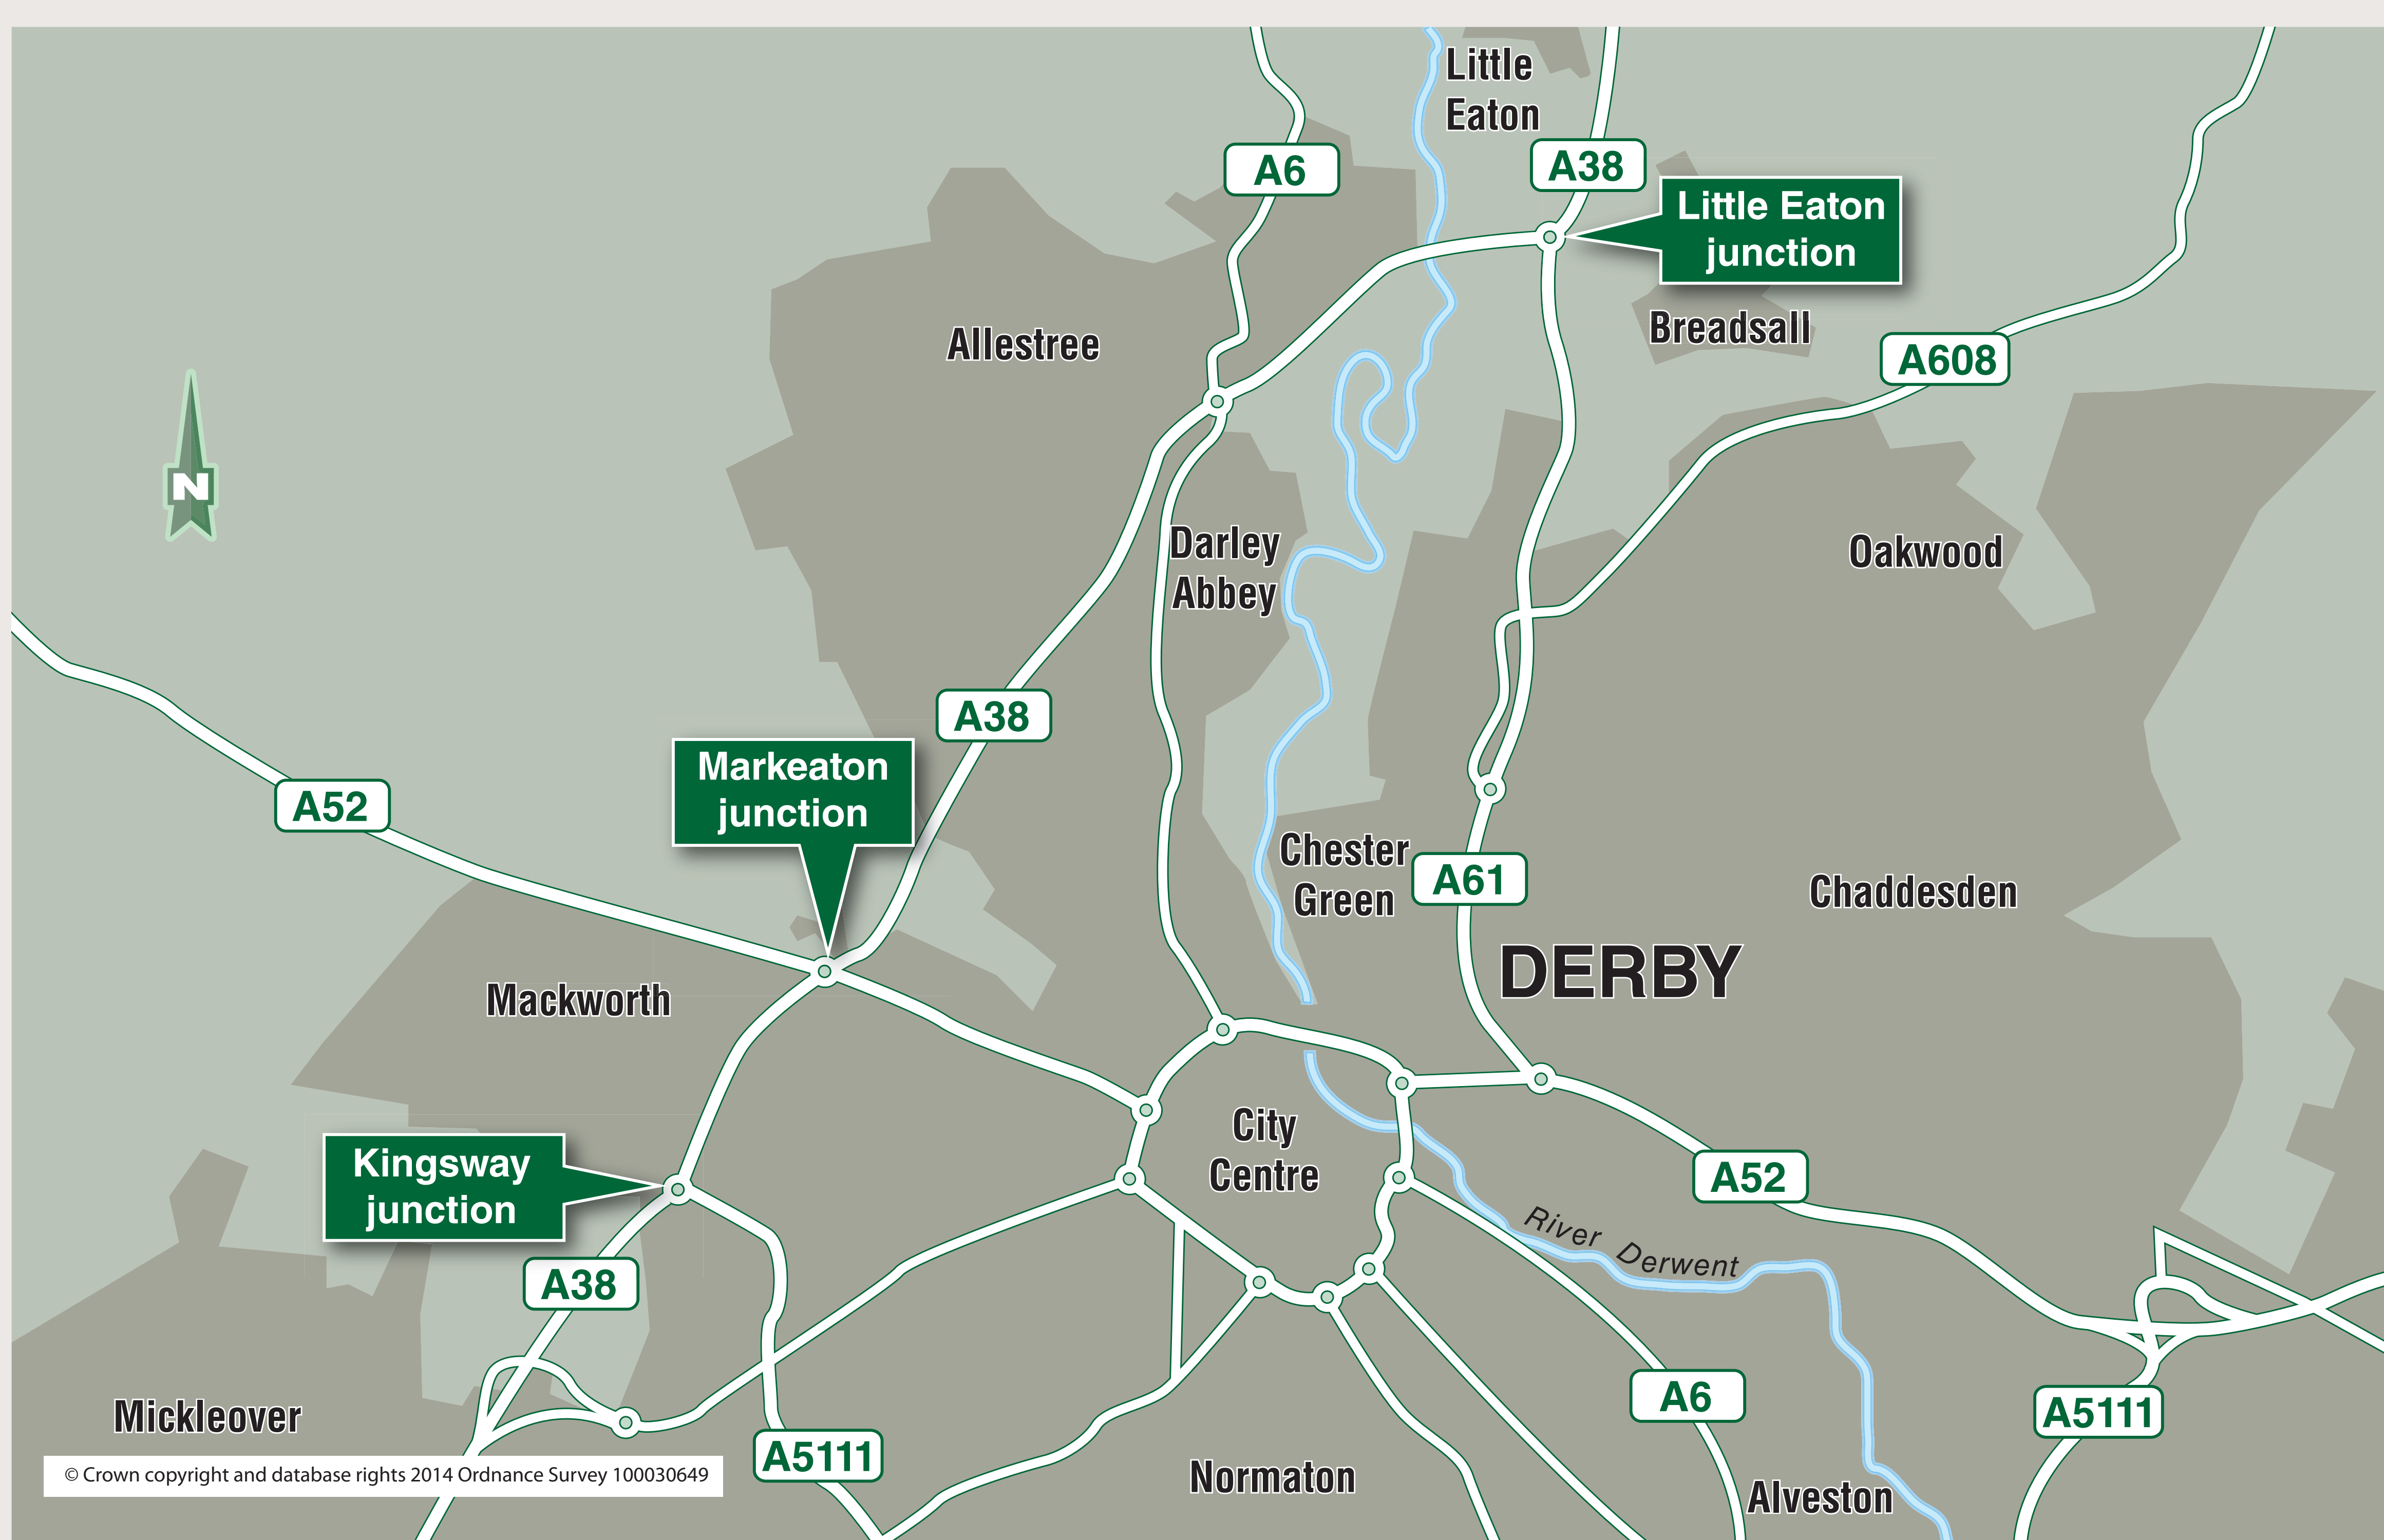 Little
Eaton
A6
A38
Little Eaton
junction
Breadsall
Allestree
A608
N
Darley
Abbey
Oakwood
A38
Markeaton
junction
A52
Chester
Green
A61
Chaddesden
DERBY
Mackworth
City
Centre
Kingsway
junction
A52
River Derwent
A38
A6
A5111
Mickleover
A5111
Normaton
Alveston
© Crown copyright and database rights 2014 Ordnance Survey 100030649